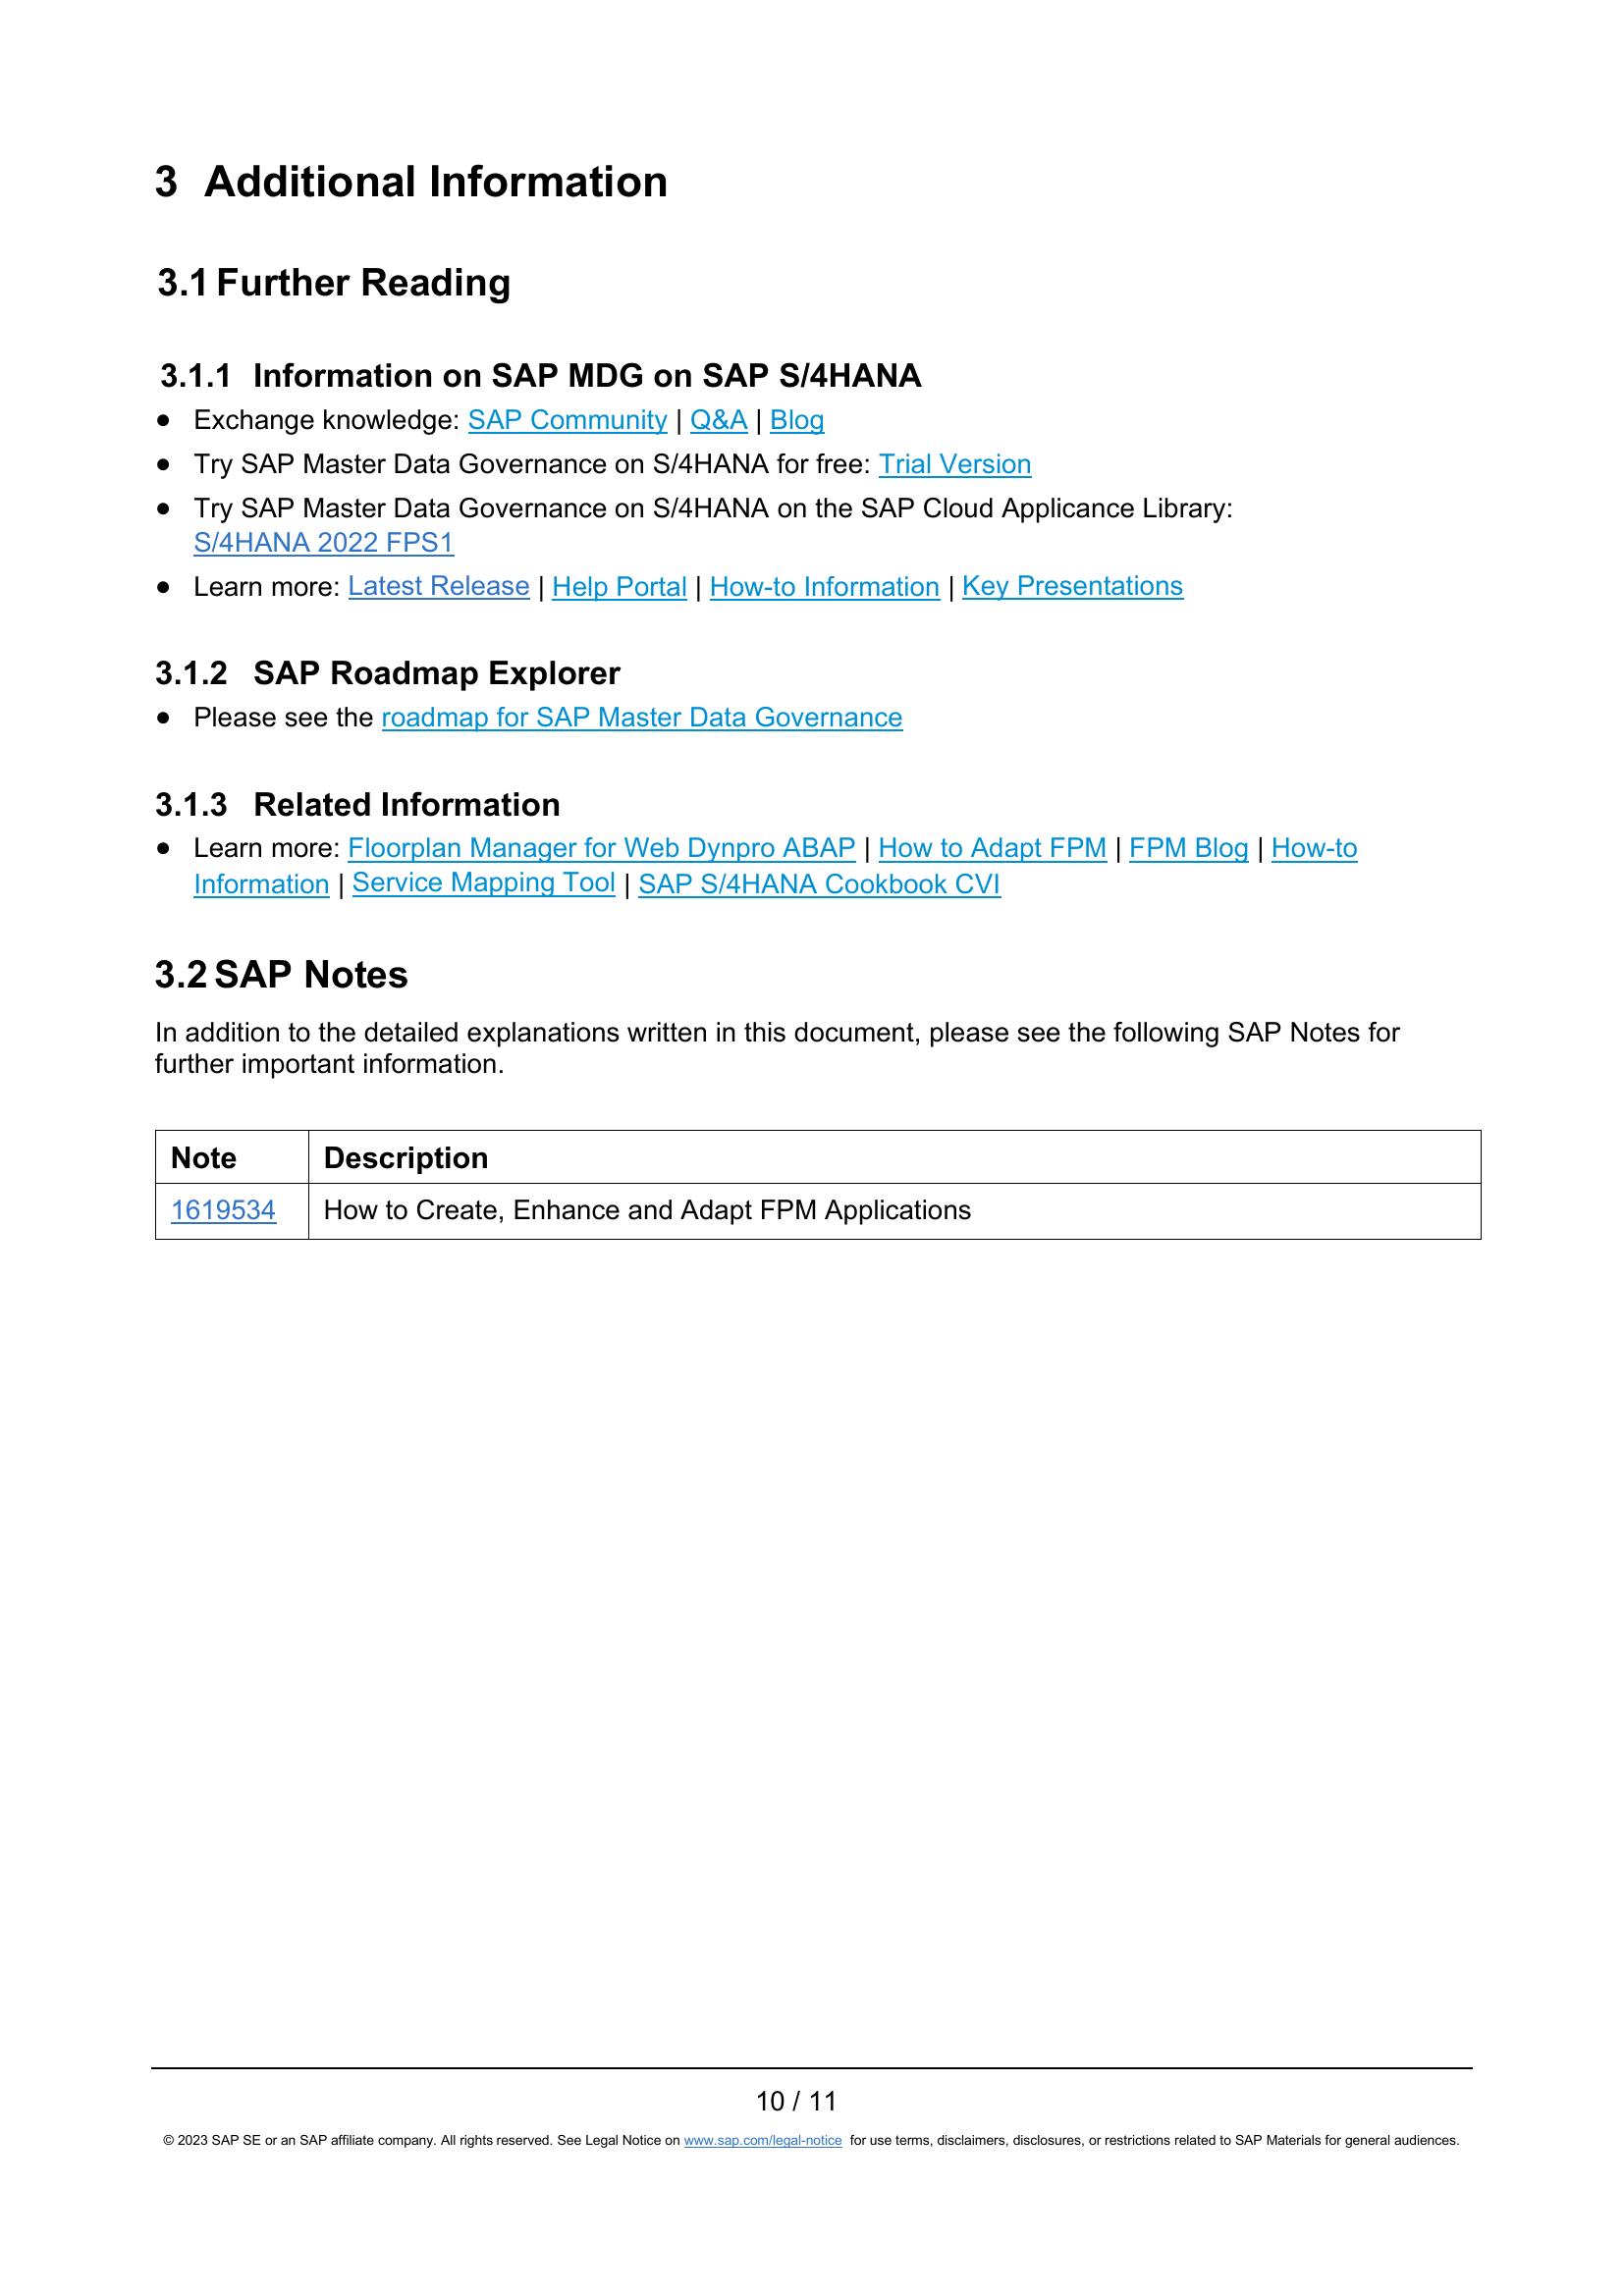 3 Additional Information
3.1 Further Reading
3.1.1 Information on SAP MDG on SAP S/4HANA
● Exchange knowledge: SAP Community | Q&A | Blog
● Try SAP Master Data Governance on S/4HANA for free: Trial Version
● Try SAP Master Data Governance on S/4HANA on the SAP Cloud Applicance Library:
S/4HANA 2022 FPS1
● Learn more: Latest Release | Help Portal | How-to Information | Key Presentations
3.1.2 SAP Roadmap Explorer
● Please see the roadmap for SAP Master Data Governance
3.1.3 Related Information
● Learn more: Floorplan Manager for Web Dynpro ABAP | How to Adapt FPM | FPM Blog | How-to
Information | Service Mapping Tool | SAP S/4HANA Cookbook CVI
3.2 SAP Notes
In addition to the detailed explanations written in this document, please see the following SAP Notes for
further important information.
Note Description
1619534 How to Create, Enhance and Adapt FPM Applications
10 / 11
© 2023 SAP SE or an SAP affiliate company. All rights reserved. See Legal Notice on www.sap.com/legal-notice for use terms, disclaimers, disclosures, or restrictions related to SAP Materials for general audiences.